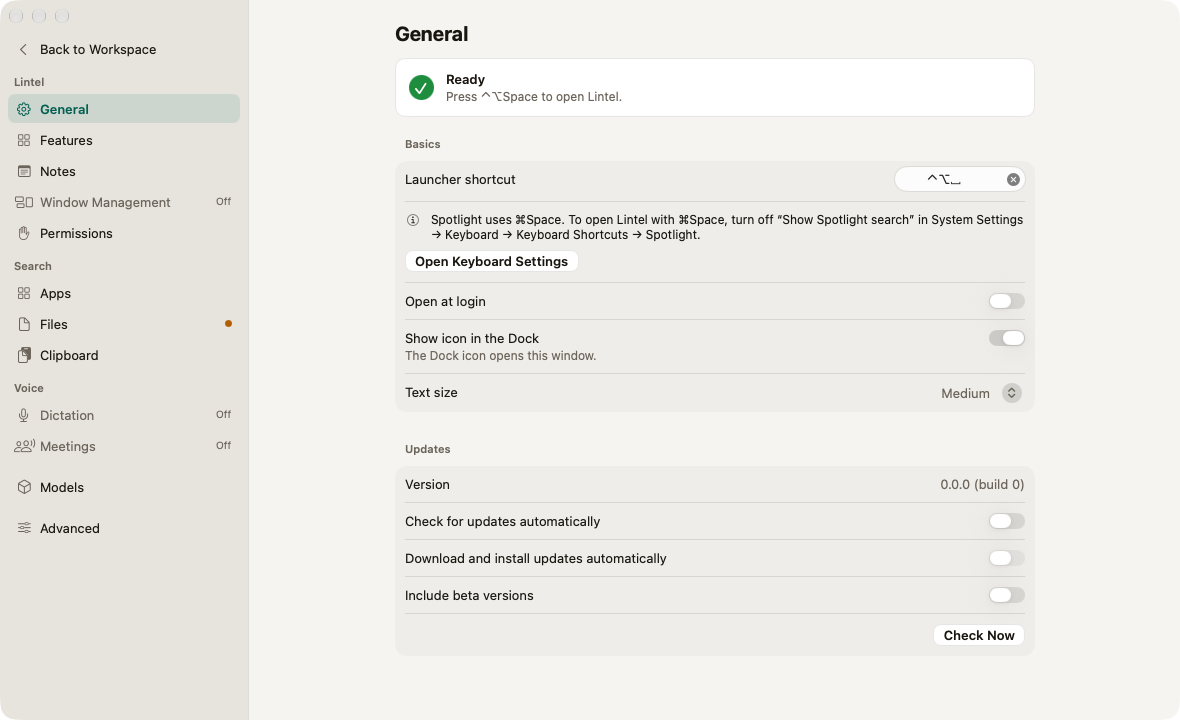 Back to Workspace
Lintel
General
Features
Notes
Window Management Off
Permissions
Search
Apps
Files
Clipboard
Voice
Dictation Off
Meetings Off
Models
Advanced
General
Ready
Press ⌃⌥Space to open Lintel.
Basics
Launcher shortcut ⌃⌥⎵
Spotlight uses ⌘Space. To open Lintel with ⌘Space, turn off “Show Spotlight search” in System Settings
→ Keyboard → Keyboard Shortcuts → Spotlight.
Open Keyboard Settings
Open at login
Show icon in the Dock
The Dock icon opens this window.
Text size Medium
Updates
Version 0.0.0 (build 0)
Check for updates automatically
Download and install updates automatically
Include beta versions
Check Now